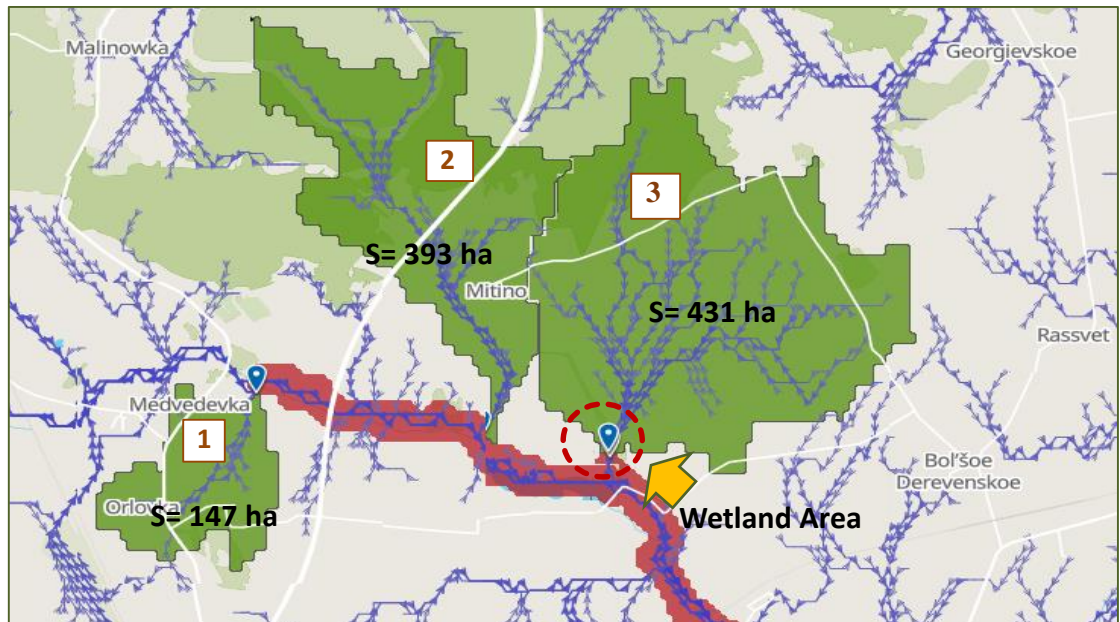 Malinowka
Georgievskoe
2
3
S= 393 ha
Mitino
S= 431 ha
Rassvet
Medvedevka
1
Bol'šoe
Derevenskoe
Orlovka
S= 147 ha
Wetland Area